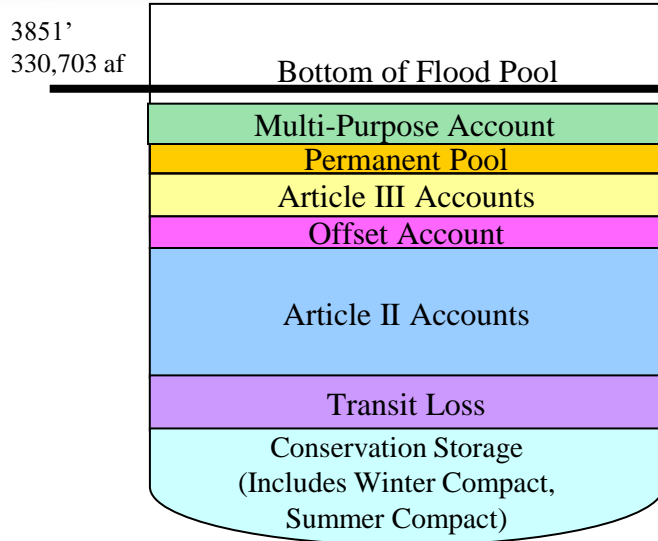 3851’
330,703 af
Bottom of Flood Pool
Multi-Purpose Account
Permanent Pool
Article III Accounts
Offset Account
Article II Accounts
Transit Loss
Conservation Storage
(Includes Winter Compact,
Summer Compact)